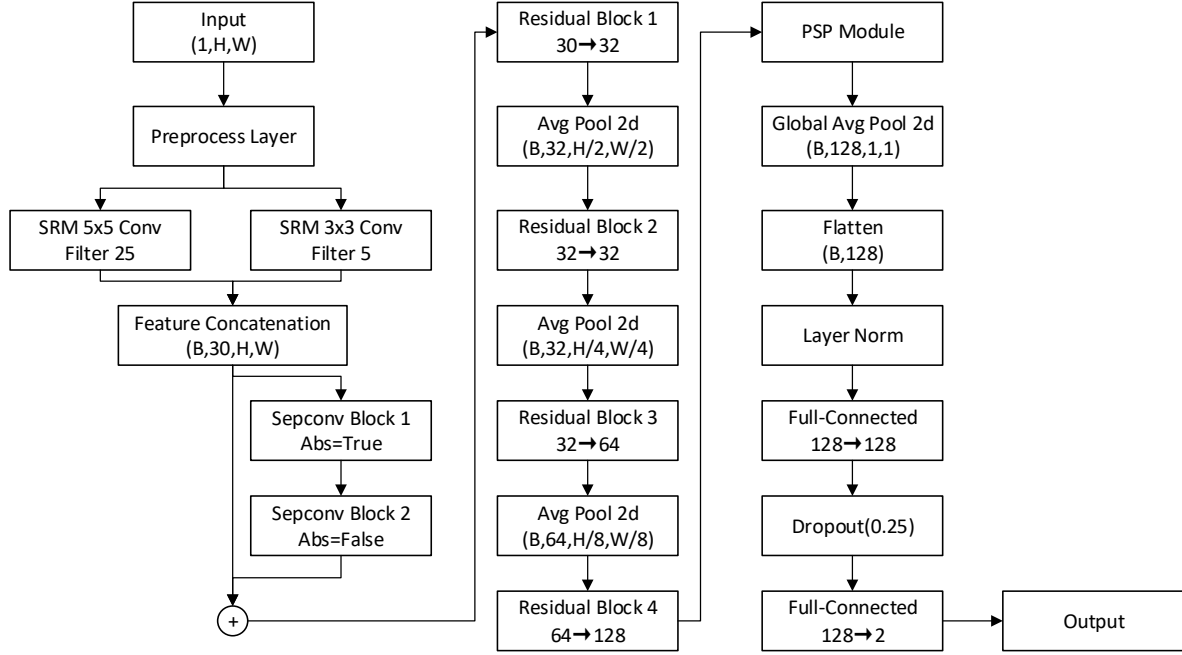 Input
(1,H,W)
Preprocess Layer
SRM 5x5 Conv
Filter 25
SRM 3x3 Conv
Filter 5
Feature Concatenation
(B,30,H,W)
Sepconv Block 1
Abs=True
Sepconv Block 2
Abs=False
+
Residual Block 1
30→32
Avg Pool 2d
(B,32,H/2,W/2)
Residual Block 2
32→32
Avg Pool 2d
(B,32,H/4,W/4)
Residual Block 3
32→64
Avg Pool 2d
(B,64,H/8,W/8)
Residual Block 4
64→128
PSP Module
Global Avg Pool 2d
(B,128,1,1)
Flatten
(B,128)
Layer Norm
Full-Connected
128→128
Dropout(0.25)
Full-Connected
128→2
Output